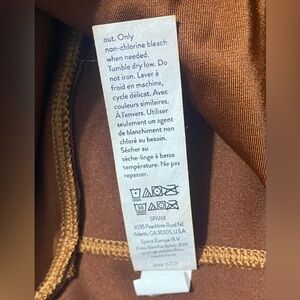 out. Only
non-chlorine bleach
when needed.
Tumble dry low. Do
not iron. Laver à
froid en machine,
cycle délicat. Avec
couleurs similaires.
À l'envers. Utiliser
seulement un agent
de blanchiment non
chloré au besoin.
Sécher au
sèche-linge à basse
température. Ne pas
repasser.
SPANX
3035 Peachtree Road NE
Atlanta, GA 30305, U.S.A.
Spanx Europe B.V.